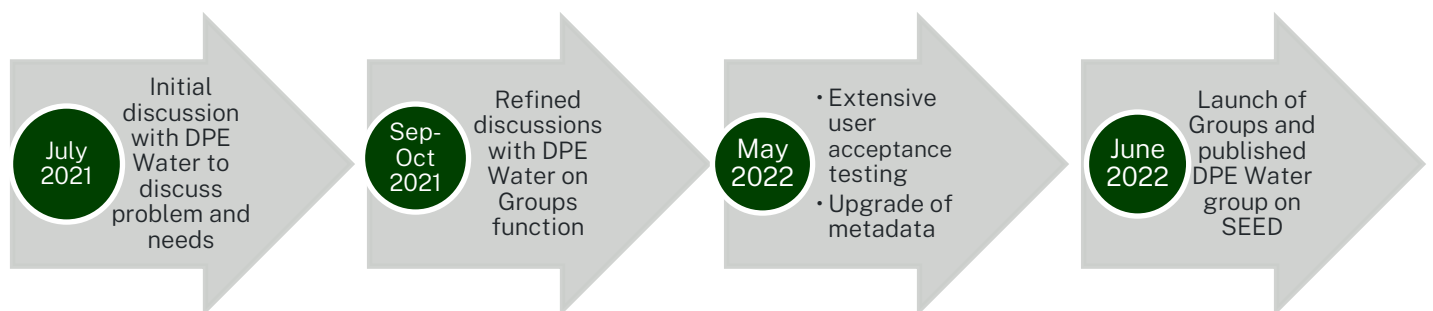 July
2021
Initial
discussion
with DPE
Water to
discuss
problem and
needs
Sep-
Oct
2021
Refined
discussions
with DPE
Water on
Groups
function
May
2022
• Extensive
user
acceptance
testing
• Upgrade of
metadata
June
2022
Launch of
Groups and
published
DPE Water
group on
SEED